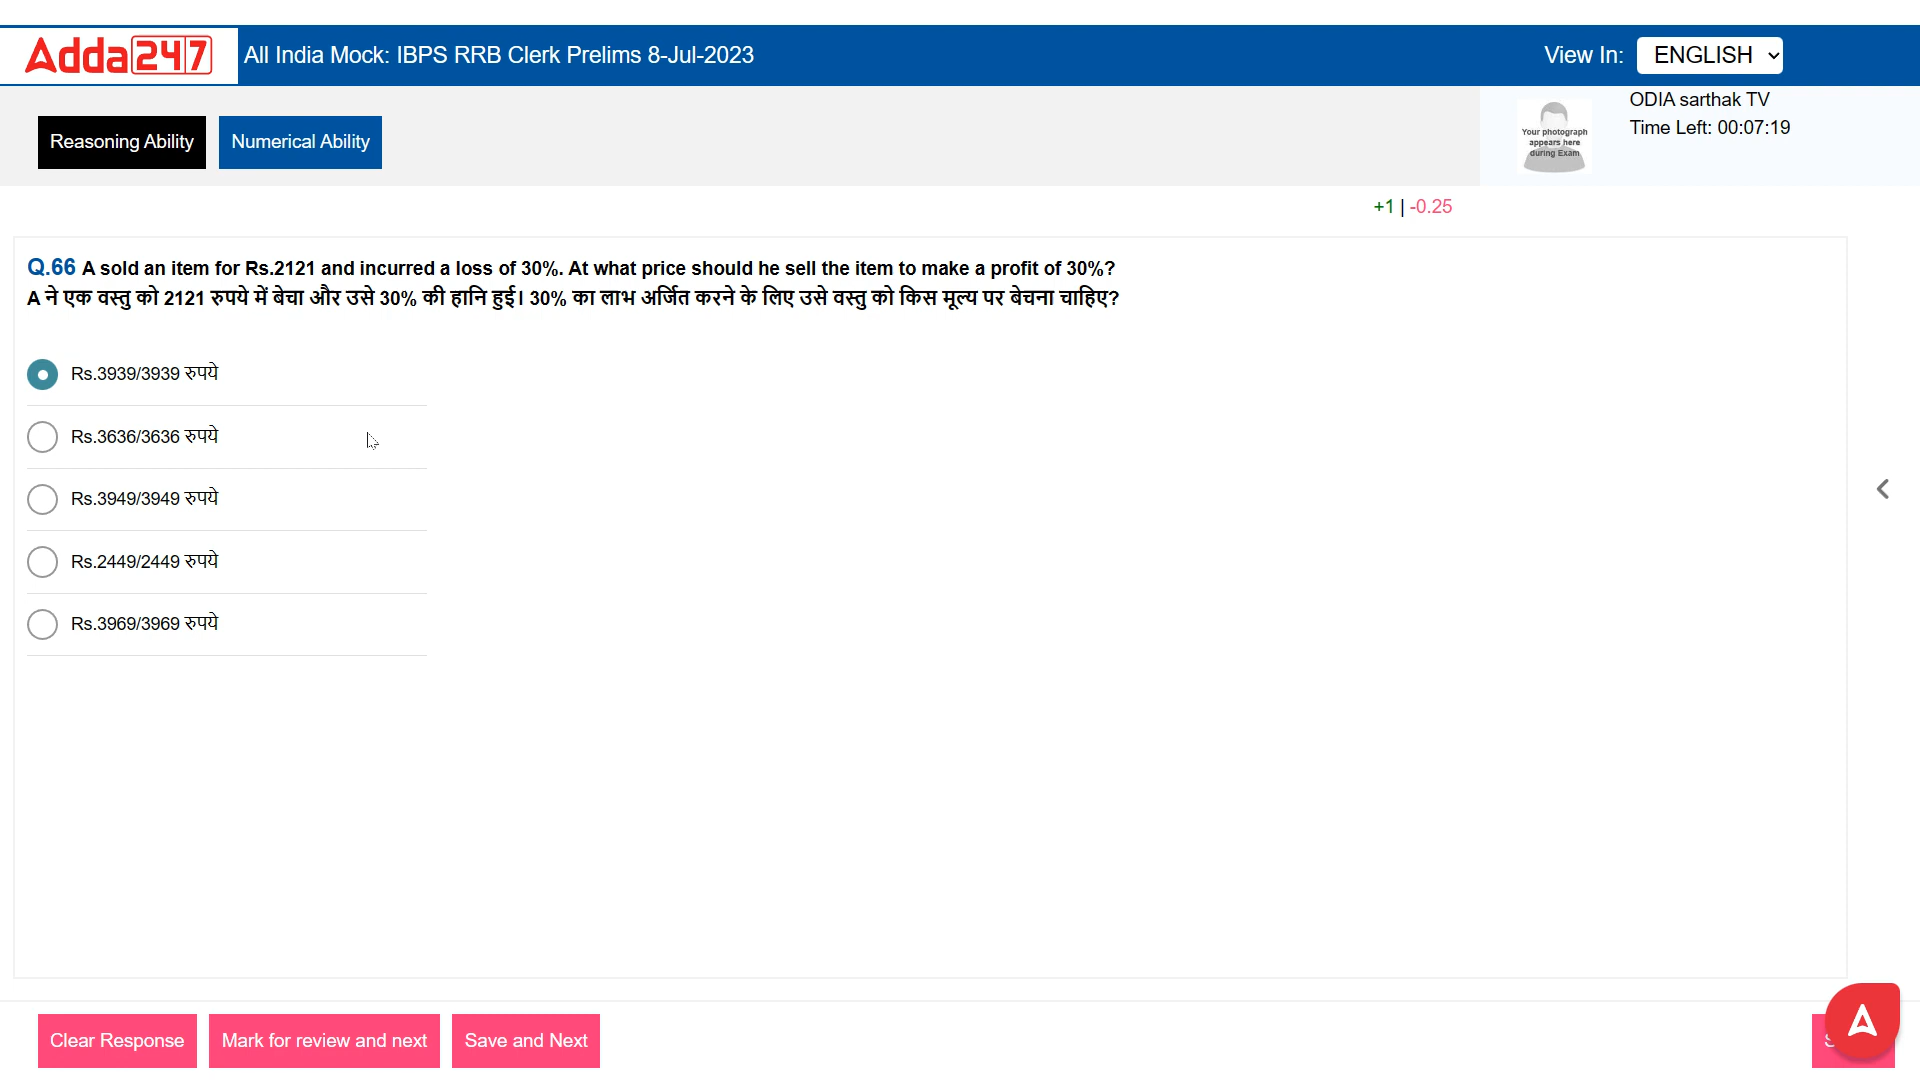 Adda247
All India Mock: IBPS RRB Clerk Prelims 8-Jul-2023
View In: ENGLISH
Reasoning Ability
Numerical Ability
Your photograph
appears here
during Exam
ODIA sarthak TV
Time Left: 00:07:19
+1 | -0.25
Q.66 A sold an item for Rs.2121 and incurred a loss of 30%. At what price should he sell the item to make a profit of 30%?
A ने एक वस्तु को 2121 रुपये में बेचा और उसे 30% की हानि हुई। 30% का लाभ अर्जित करने के लिए उसे वस्तु को किस मूल्य पर बेचना चाहिए?
Rs.3939/3939 रुपये
Rs.3636/3636 रुपये
Rs.3949/3949 रुपये
Rs.2449/2449 रुपये
Rs.3969/3969 रुपये
Clear Response
Mark for review and next
Save and Next